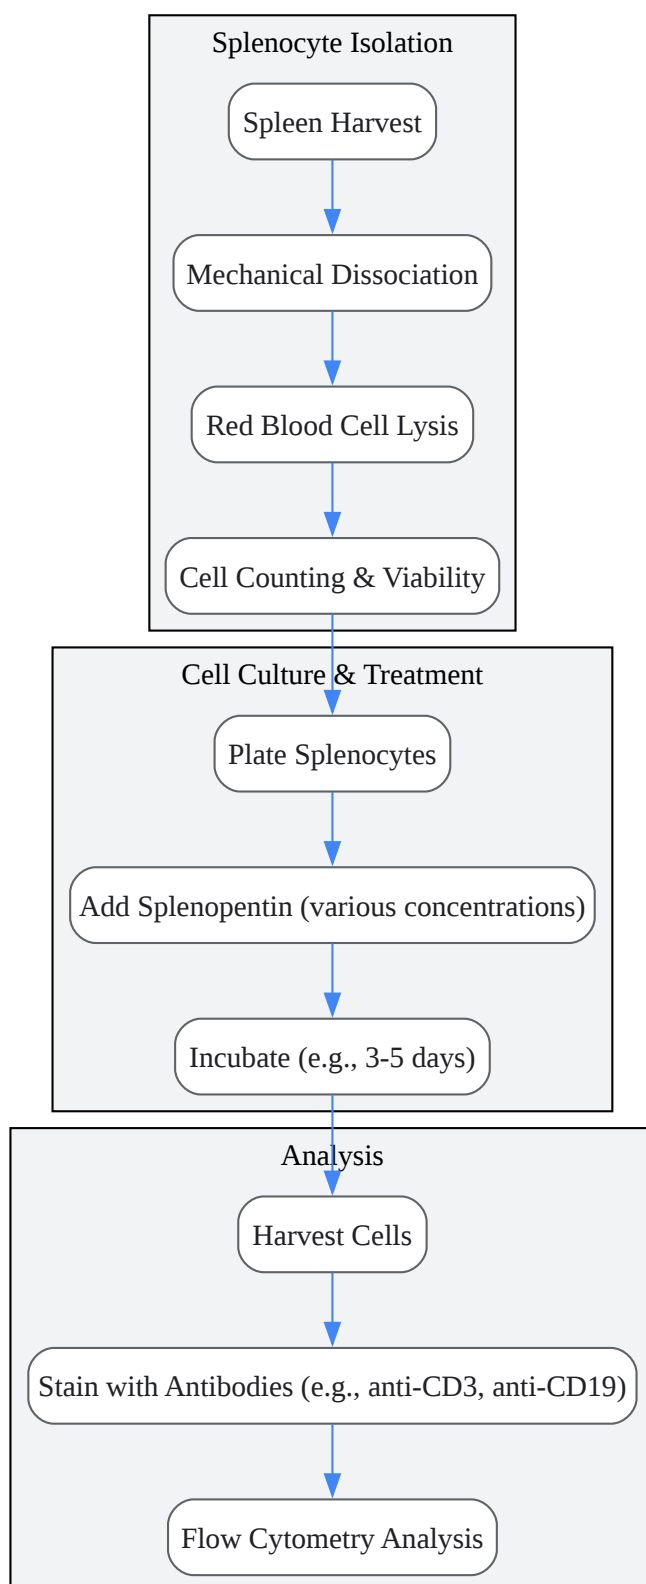 Splenocyte Isolation
Spleen Harvest
Mechanical Dissociation
Red Blood Cell Lysis
Cell Counting & Viability
Cell Culture & Treatment
Plate Splenocytes
Add Splenopentin (various concentrations)
Incubate (e.g., 3-5 days)
Analysis
Harvest Cells
Stain with Antibodies (e.g., anti-CD3, anti-CD19)
Flow Cytometry Analysis